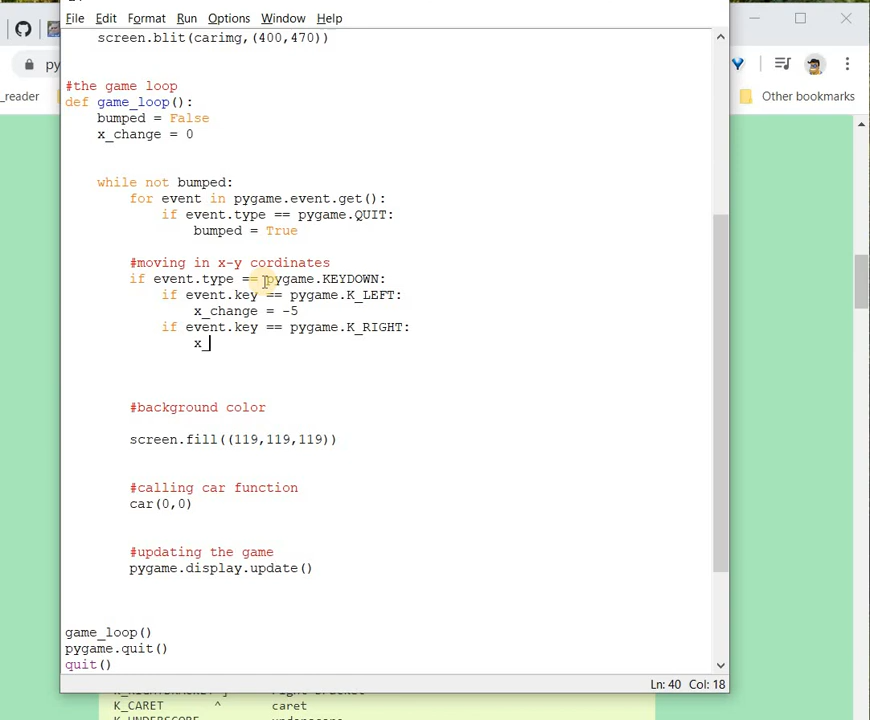 File Edit Format Run Options Window Help
screen.blit(carimg,(400,470))
py
_reader
Other bookmarks
#the game loop
def game_loop():
bumped = False
x_change = 0
while not bumped:
for event in pygame.event.get():
if event.type == pygame.QUIT:
bumped = True
#moving in x-y cordinates
if event.type == pygame.KEYDOWN:
if event.key == pygame.K_LEFT:
x_change = -5
if event.key == pygame.K_RIGHT:
x_
#background color
screen.fill((119,119,119))
#calling car function
car(0,0)
#updating the game
pygame.display.update()
game_loop()
pygame.quit()
quit()
Ln: 40 Col: 18
K_CARET ^ caret